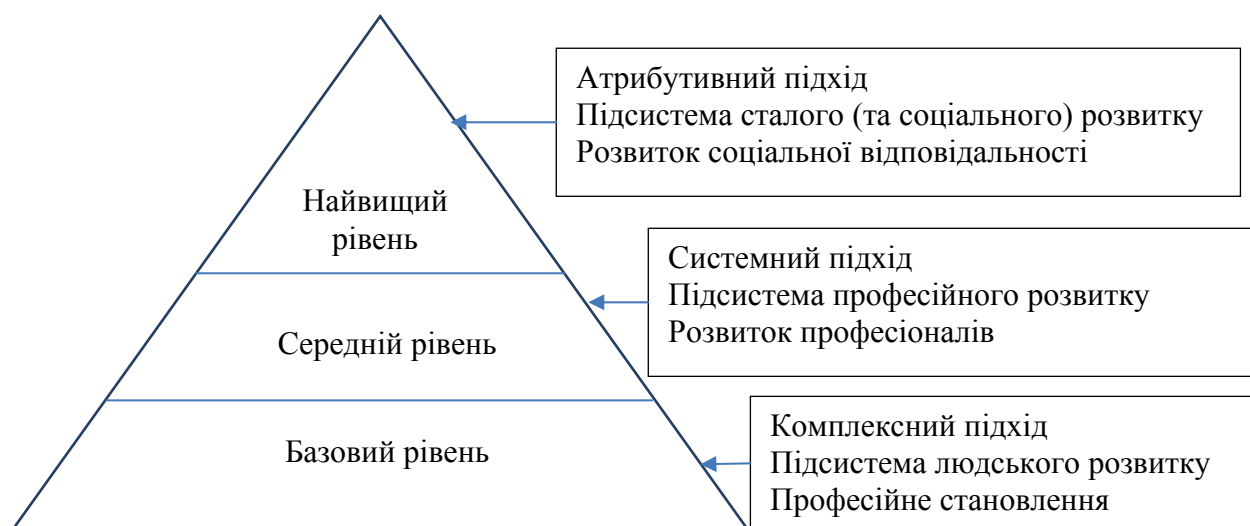 Атрибутивний підхід
Підсистема сталого (та соціального) розвитку
Розвиток соціальної відповідальності
Найвищий
рівень
Системний підхід
Підсистема професійного розвитку
Розвиток професіоналів
Середній рівень
Комплексний підхід
Підсистема людського розвитку
Професійне становлення
Базовий рівень